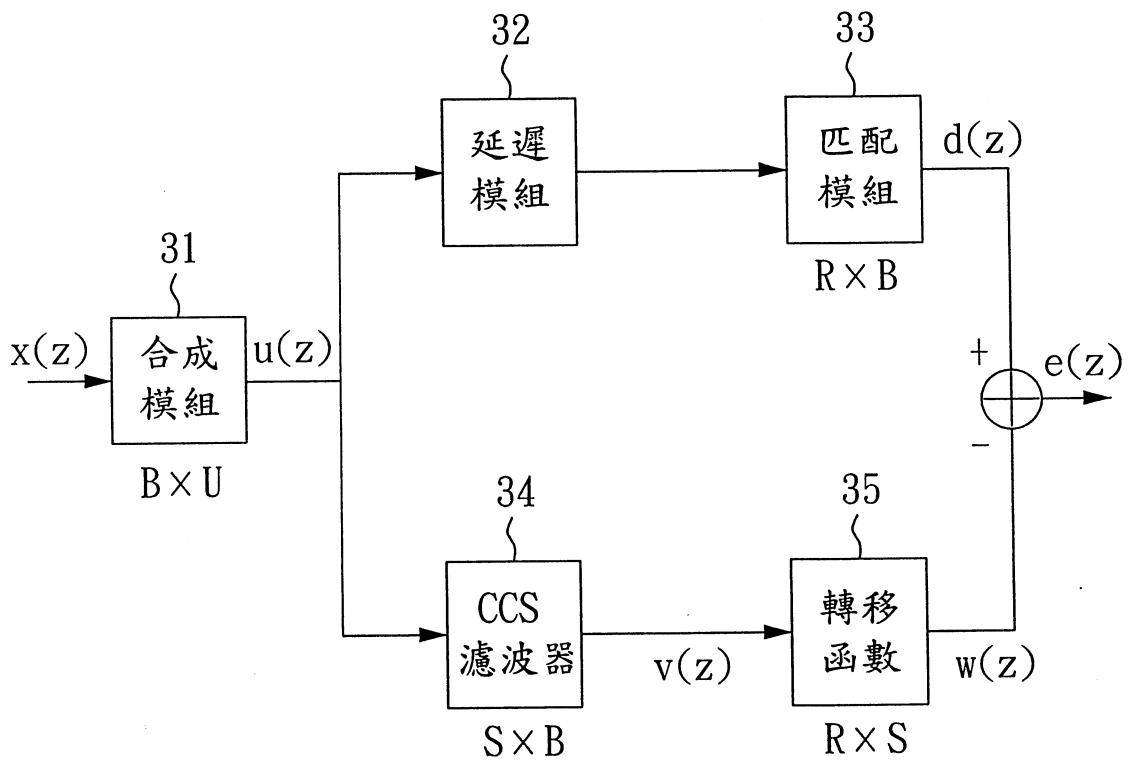 32
33
延遲
模組
匹配
模組
d(z)
R×B
31
x(z)
合成
模組
u(z)
B×U
+
e(z)
-
34
35
CCS
濾波器
v(z)
轉移
函數
w(z)
S×B
R×S